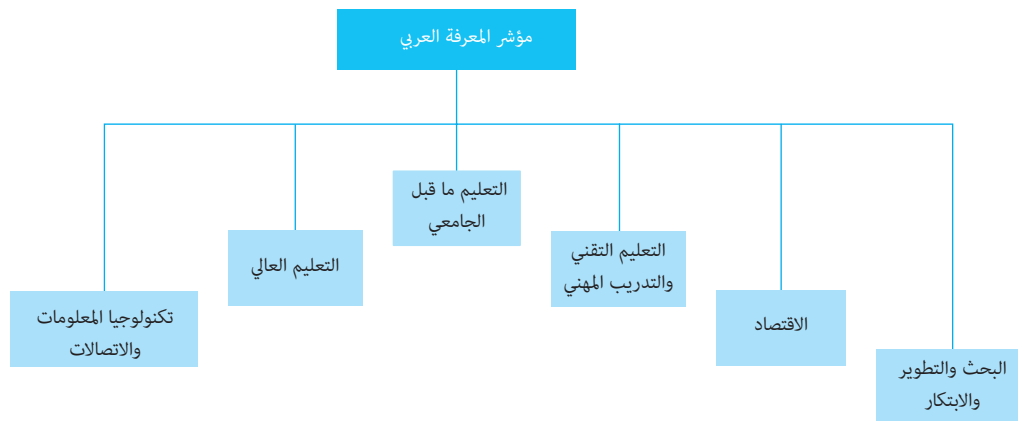 مؤشر المعرفة العربي
التعليم ما قبل
الجامعي
التعليم العالي
التعليم التقني
والتدريب المهني
تكنولوجيا المعلومات
والاتصالات
الاقتصاد
البحث والتطوير
والابتكار